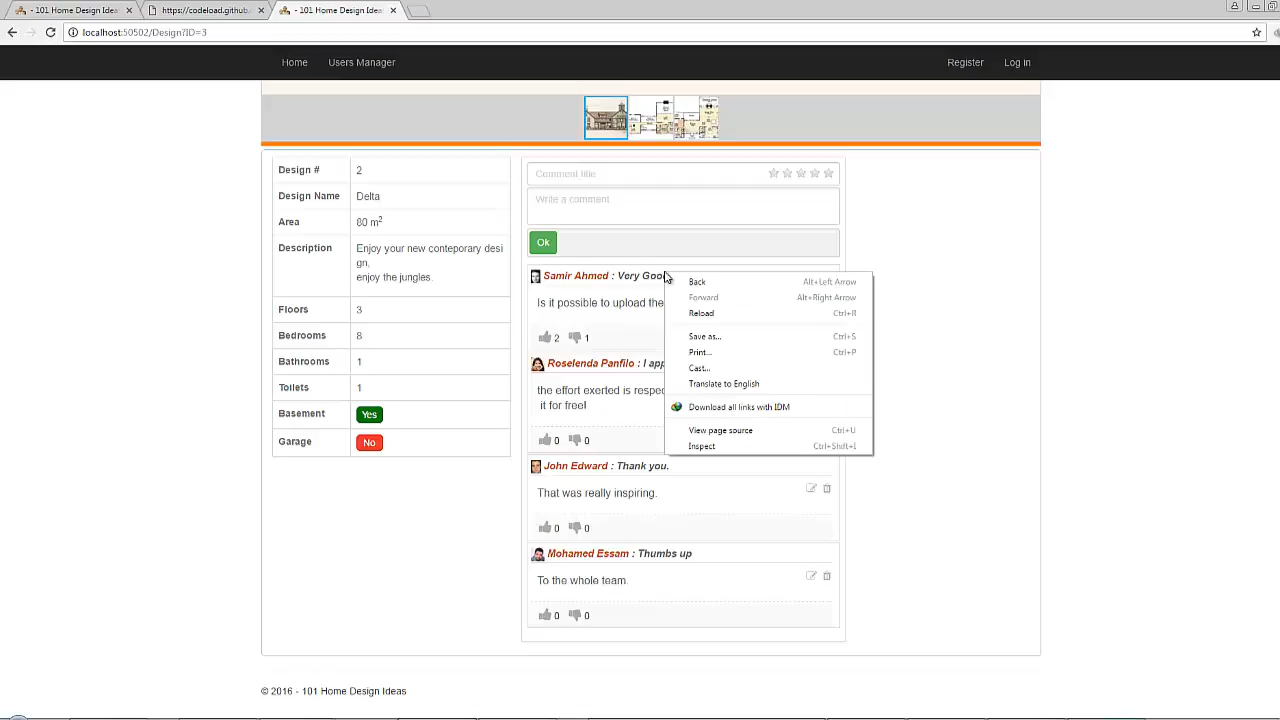 - 101 Home Design Ideas
https://codeload.github.
- 101 Home Design Idea
localhost:50502/Design?ID=3
Home Users Manager Register Log in
Design # 2
Design Name Delta
Area 80 m²
Description Enjoy your new conteporary desi
gn,
enjoy the jungles.
Floors 3
Bedrooms 8
Bathrooms 1
Toilets 1
Basement Yes
Garage No
Comment title
Write a comment
Ok
Samir Ahmed : Very Goo
Is it possible to upload the
2 1
Roselenda Panfilo : I app
the effort exerted is respec
it for free!
0 0
John Edward : Thank you.
That was really inspiring.
0 0
Mohamed Essam : Thumbs up
To the whole team.
0 0
Back Alt+Left Arrow
Forward Alt+Right Arrow
Reload Ctrl+R
Save as... Ctrl+S
Print... Ctrl+P
Cast...
Translate to English
Download all links with IDM
View page source Ctrl+U
Inspect Ctrl+Shift+I
© 2016 - 101 Home Design Ideas